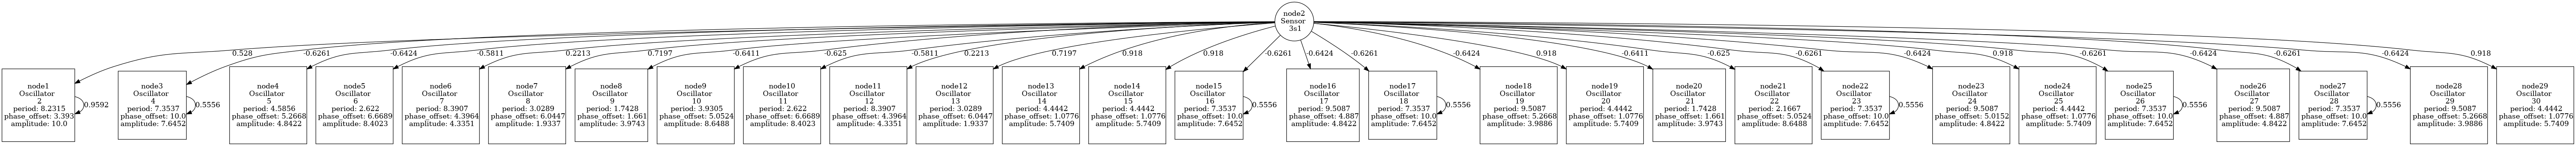 node2
Sensor
3s1
0.528
-0.6261
-0.6424
-0.5811
0.2213
0.7197
-0.6411
-0.625
-0.5811
0.2213
0.7197
0.918
0.918
-0.6261
-0.6424
-0.6261
-0.6424
0.918
-0.6411
-0.625
-0.6261
-0.6424
0.918
-0.6261
-0.6424
-0.6261
-0.6424
0.918
node1
Oscillator
2
period: 8.2315
phase_offset: 3.393
amplitude: 10.0
0.9592
node3
Oscillator
4
period: 7.3537
phase_offset: 10.0
amplitude: 7.6452
0.5556
node4
Oscillator
5
period: 4.5856
phase_offset: 5.2668
amplitude: 4.8422
node5
Oscillator
6
period: 2.622
phase_offset: 6.6689
amplitude: 8.4023
node6
Oscillator
7
period: 8.3907
phase_offset: 4.3964
amplitude: 4.3351
node7
Oscillator
8
period: 3.0289
phase_offset: 6.0447
amplitude: 1.9337
node8
Oscillator
9
period: 1.7428
phase_offset: 1.661
amplitude: 3.9743
node9
Oscillator
10
period: 3.9305
phase_offset: 5.0524
amplitude: 8.6488
node10
Oscillator
11
period: 2.622
phase_offset: 6.6689
amplitude: 8.4023
node11
Oscillator
12
period: 8.3907
phase_offset: 4.3964
amplitude: 4.3351
node12
Oscillator
13
period: 3.0289
phase_offset: 6.0447
amplitude: 1.9337
node13
Oscillator
14
period: 4.4442
phase_offset: 1.0776
amplitude: 5.7409
node14
Oscillator
15
period: 4.4442
phase_offset: 1.0776
amplitude: 5.7409
node15
Oscillator
16
period: 7.3537
phase_offset: 10.0
amplitude: 7.6452
0.5556
node16
Oscillator
17
period: 9.5087
phase_offset: 4.887
amplitude: 4.8422
node17
Oscillator
18
period: 7.3537
phase_offset: 10.0
amplitude: 7.6452
0.5556
node18
Oscillator
19
period: 9.5087
phase_offset: 5.2668
amplitude: 3.9886
node19
Oscillator
20
period: 4.4442
phase_offset: 1.0776
amplitude: 5.7409
node20
Oscillator
21
period: 1.7428
phase_offset: 1.661
amplitude: 3.9743
node21
Oscillator
22
period: 2.1667
phase_offset: 5.0524
amplitude: 8.6488
node22
Oscillator
23
period: 7.3537
phase_offset: 10.0
amplitude: 7.6452
0.5556
node23
Oscillator
24
period: 9.5087
phase_offset: 5.0152
amplitude: 4.8422
node24
Oscillator
25
period: 4.4442
phase_offset: 1.0776
amplitude: 5.7409
node25
Oscillator
26
period: 7.3537
phase_offset: 10.0
amplitude: 7.6452
0.5556
node26
Oscillator
27
period: 9.5087
phase_offset: 4.887
amplitude: 4.8422
node27
Oscillator
28
period: 7.3537
phase_offset: 10.0
amplitude: 7.6452
0.5556
node28
Oscillator
29
period: 9.5087
phase_offset: 5.2668
amplitude: 3.9886
node29
Oscillator
30
period: 4.4442
phase_offset: 1.0776
amplitude: 5.7409